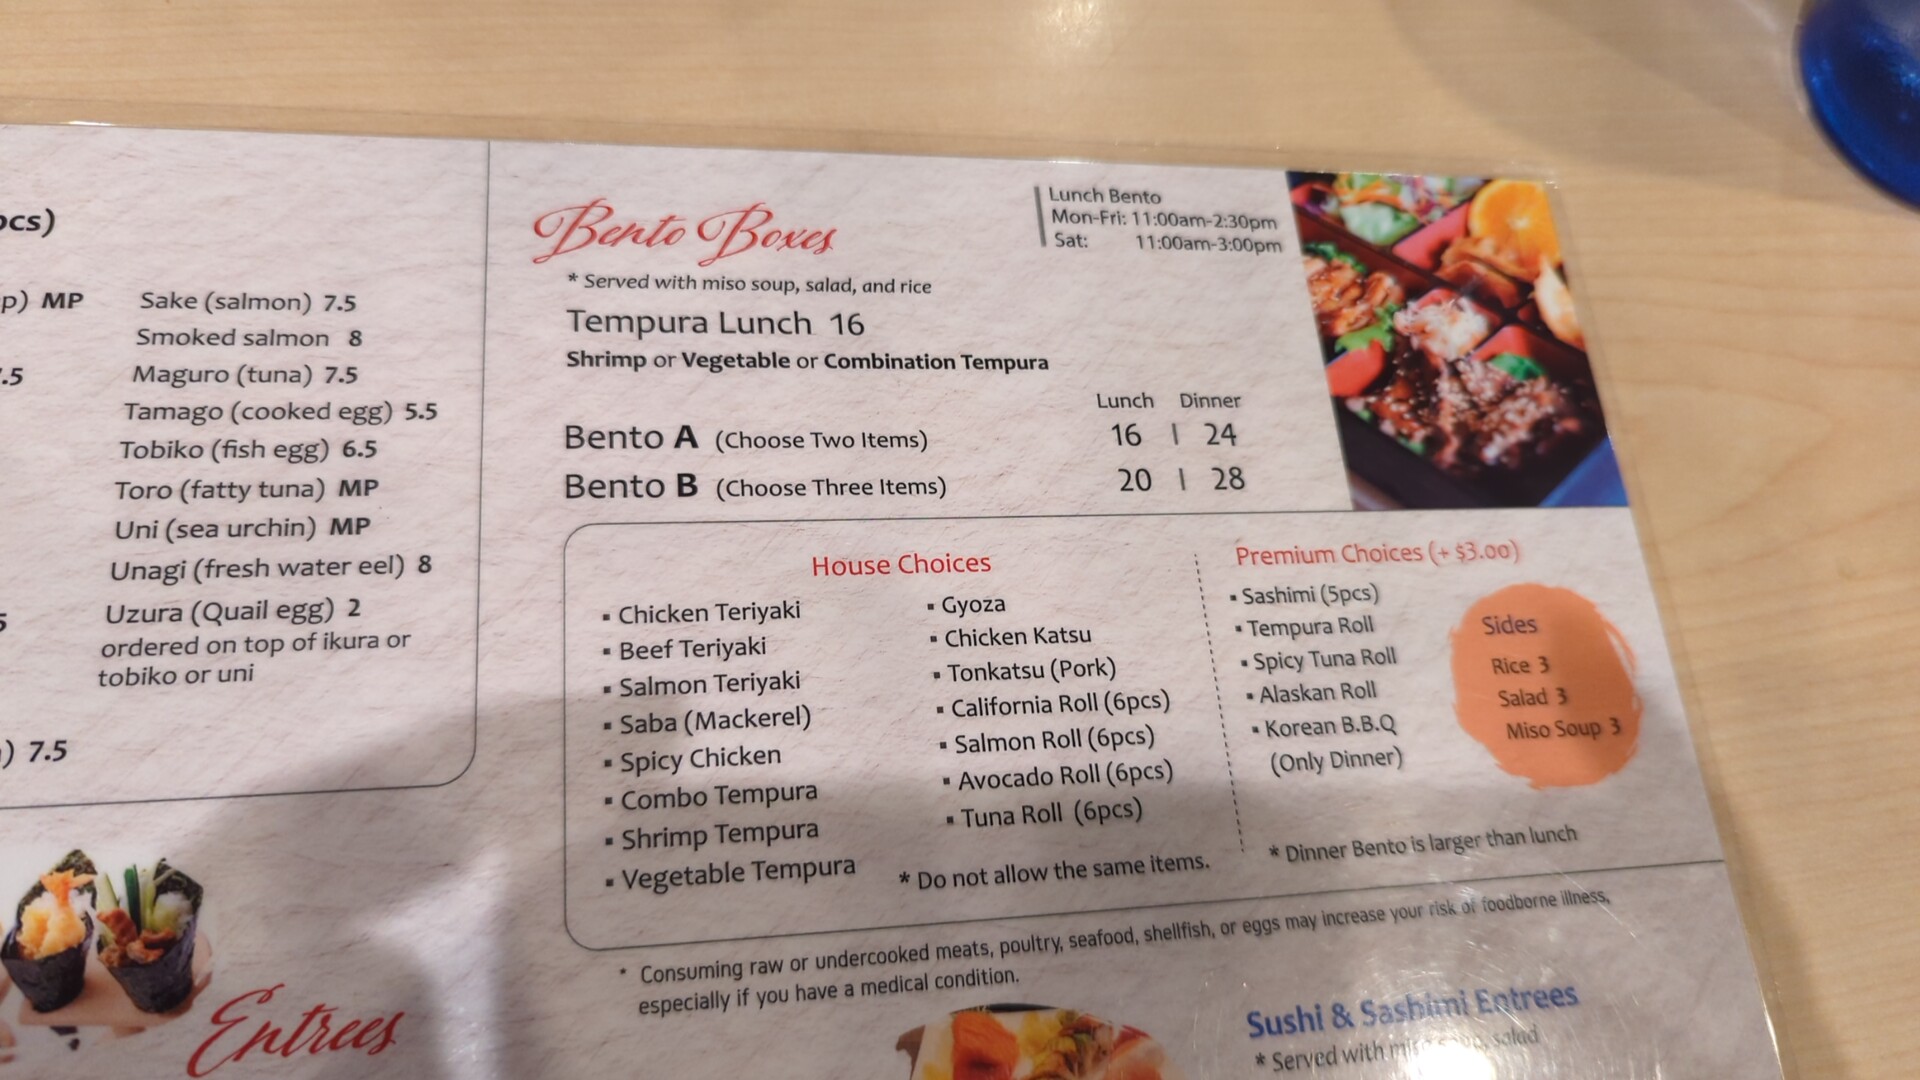 ocs)
p) MP
.5
5
) 7.5
Sake (salmon) 7.5
Smoked salmon 8
Maguro (tuna) 7.5
Tamago (cooked egg) 5.5
Tobiko (fish egg) 6.5
Toro (fatty tuna) MP
Uni (sea urchin) MP
Unagi (fresh water eel) 8
Uzura (Quail egg) 2
ordered on top of ikura or
tobiko or uni
Entrees
Bento Boxes
Lunch Bento
Mon-Fri: 11:00am-2:30pm
Sat: 11:00am-3:00pm
* Served with miso soup, salad, and rice
Tempura Lunch 16
Shrimp or Vegetable or Combination Tempura
Lunch Dinner
Bento A (Choose Two Items) 16 | 24
Bento B (Choose Three Items) 20 | 28
House Choices
▪ Chicken Teriyaki
▪ Beef Teriyaki
▪ Salmon Teriyaki
▪ Saba (Mackerel)
▪ Spicy Chicken
▪ Combo Tempura
▪ Shrimp Tempura
▪ Vegetable Tempura
▪ Gyoza
▪ Chicken Katsu
▪ Tonkatsu (Pork)
▪ California Roll (6pcs)
▪ Salmon Roll (6pcs)
▪ Avocado Roll (6pcs)
▪ Tuna Roll (6pcs)
* Do not allow the same items.
Premium Choices (+ $3.00)
▪ Sashimi (5pcs)
▪ Tempura Roll
▪ Spicy Tuna Roll
▪ Alaskan Roll
▪ Korean B.B.Q
(Only Dinner)
Sides
Rice 3
Salad 3
Miso Soup 3
* Dinner Bento is larger than lunch
* Consuming raw or undercooked meats, poultry, seafood, shellfish, or eggs may increase your risk of foodborne illness,
especially if you have a medical condition.
Sushi & Sashimi Entrees
* Served with miso soup, salad